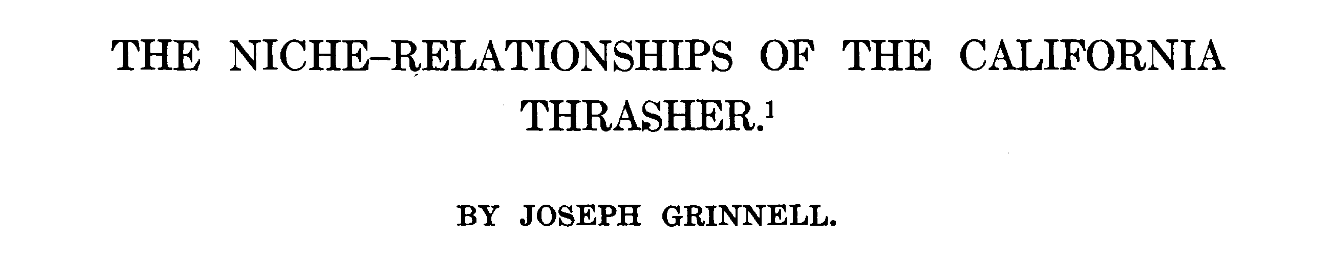 THE NICHE-RELATIONSHIPS OF THE CALIFORNIA
THRASHER.¹
BY JOSEPH GRINNELL.